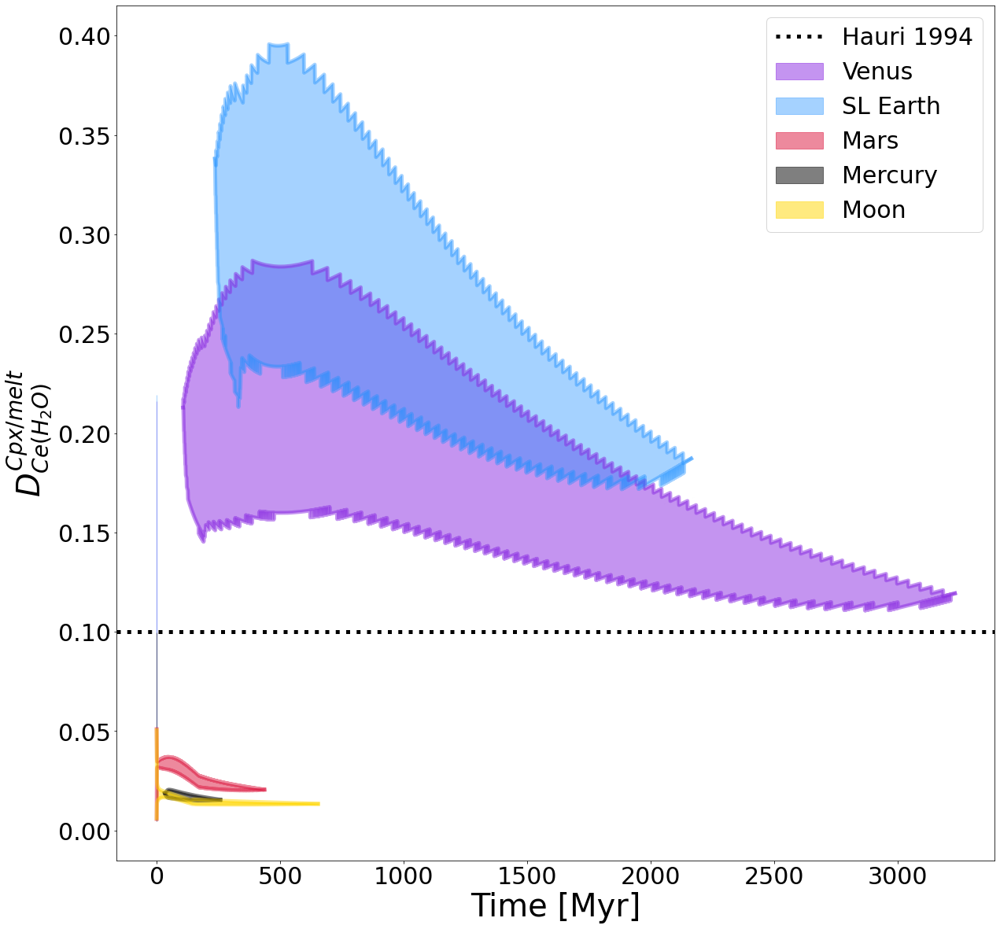 0.40
0.35
0.30
0.25
0.20
0.15
0.10
0.05
0.00
D^{Cpx/melt}_{Ce(H₂O)}
0
500
1000
1500
2000
2500
3000
Time [Myr]
Hauri 1994
Venus
SL Earth
Mars
Mercury
Moon